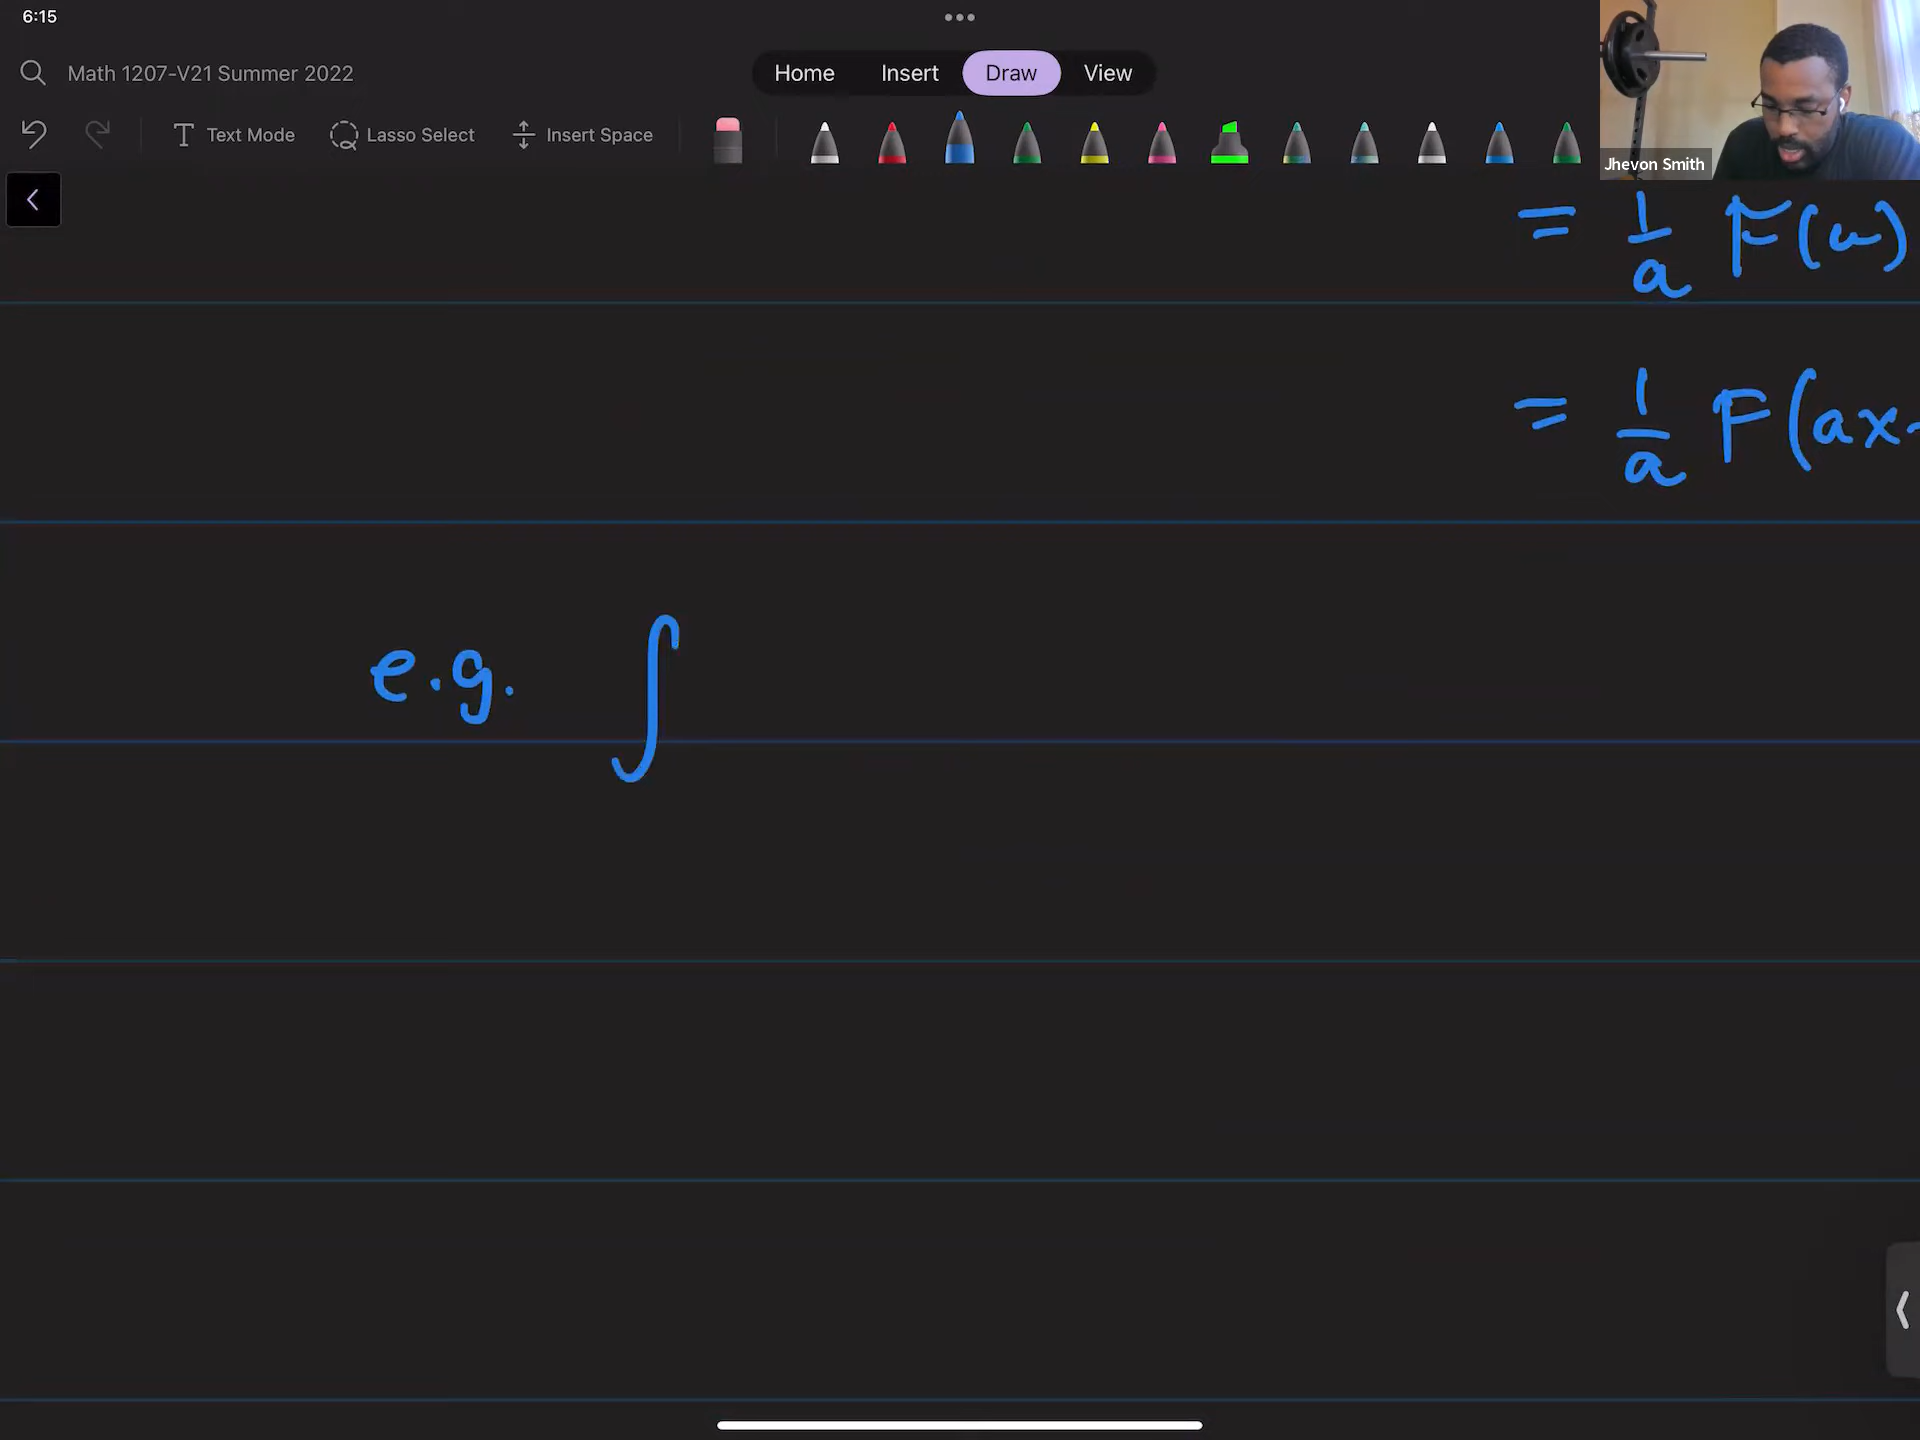 6:15
Math 1207-V21 Summer 2022
Home Insert Draw View
Text Mode Lasso Select Insert Space
Jhevon Smith
= 1/a F(u)
= 1/a F(ax
e.g. ∫